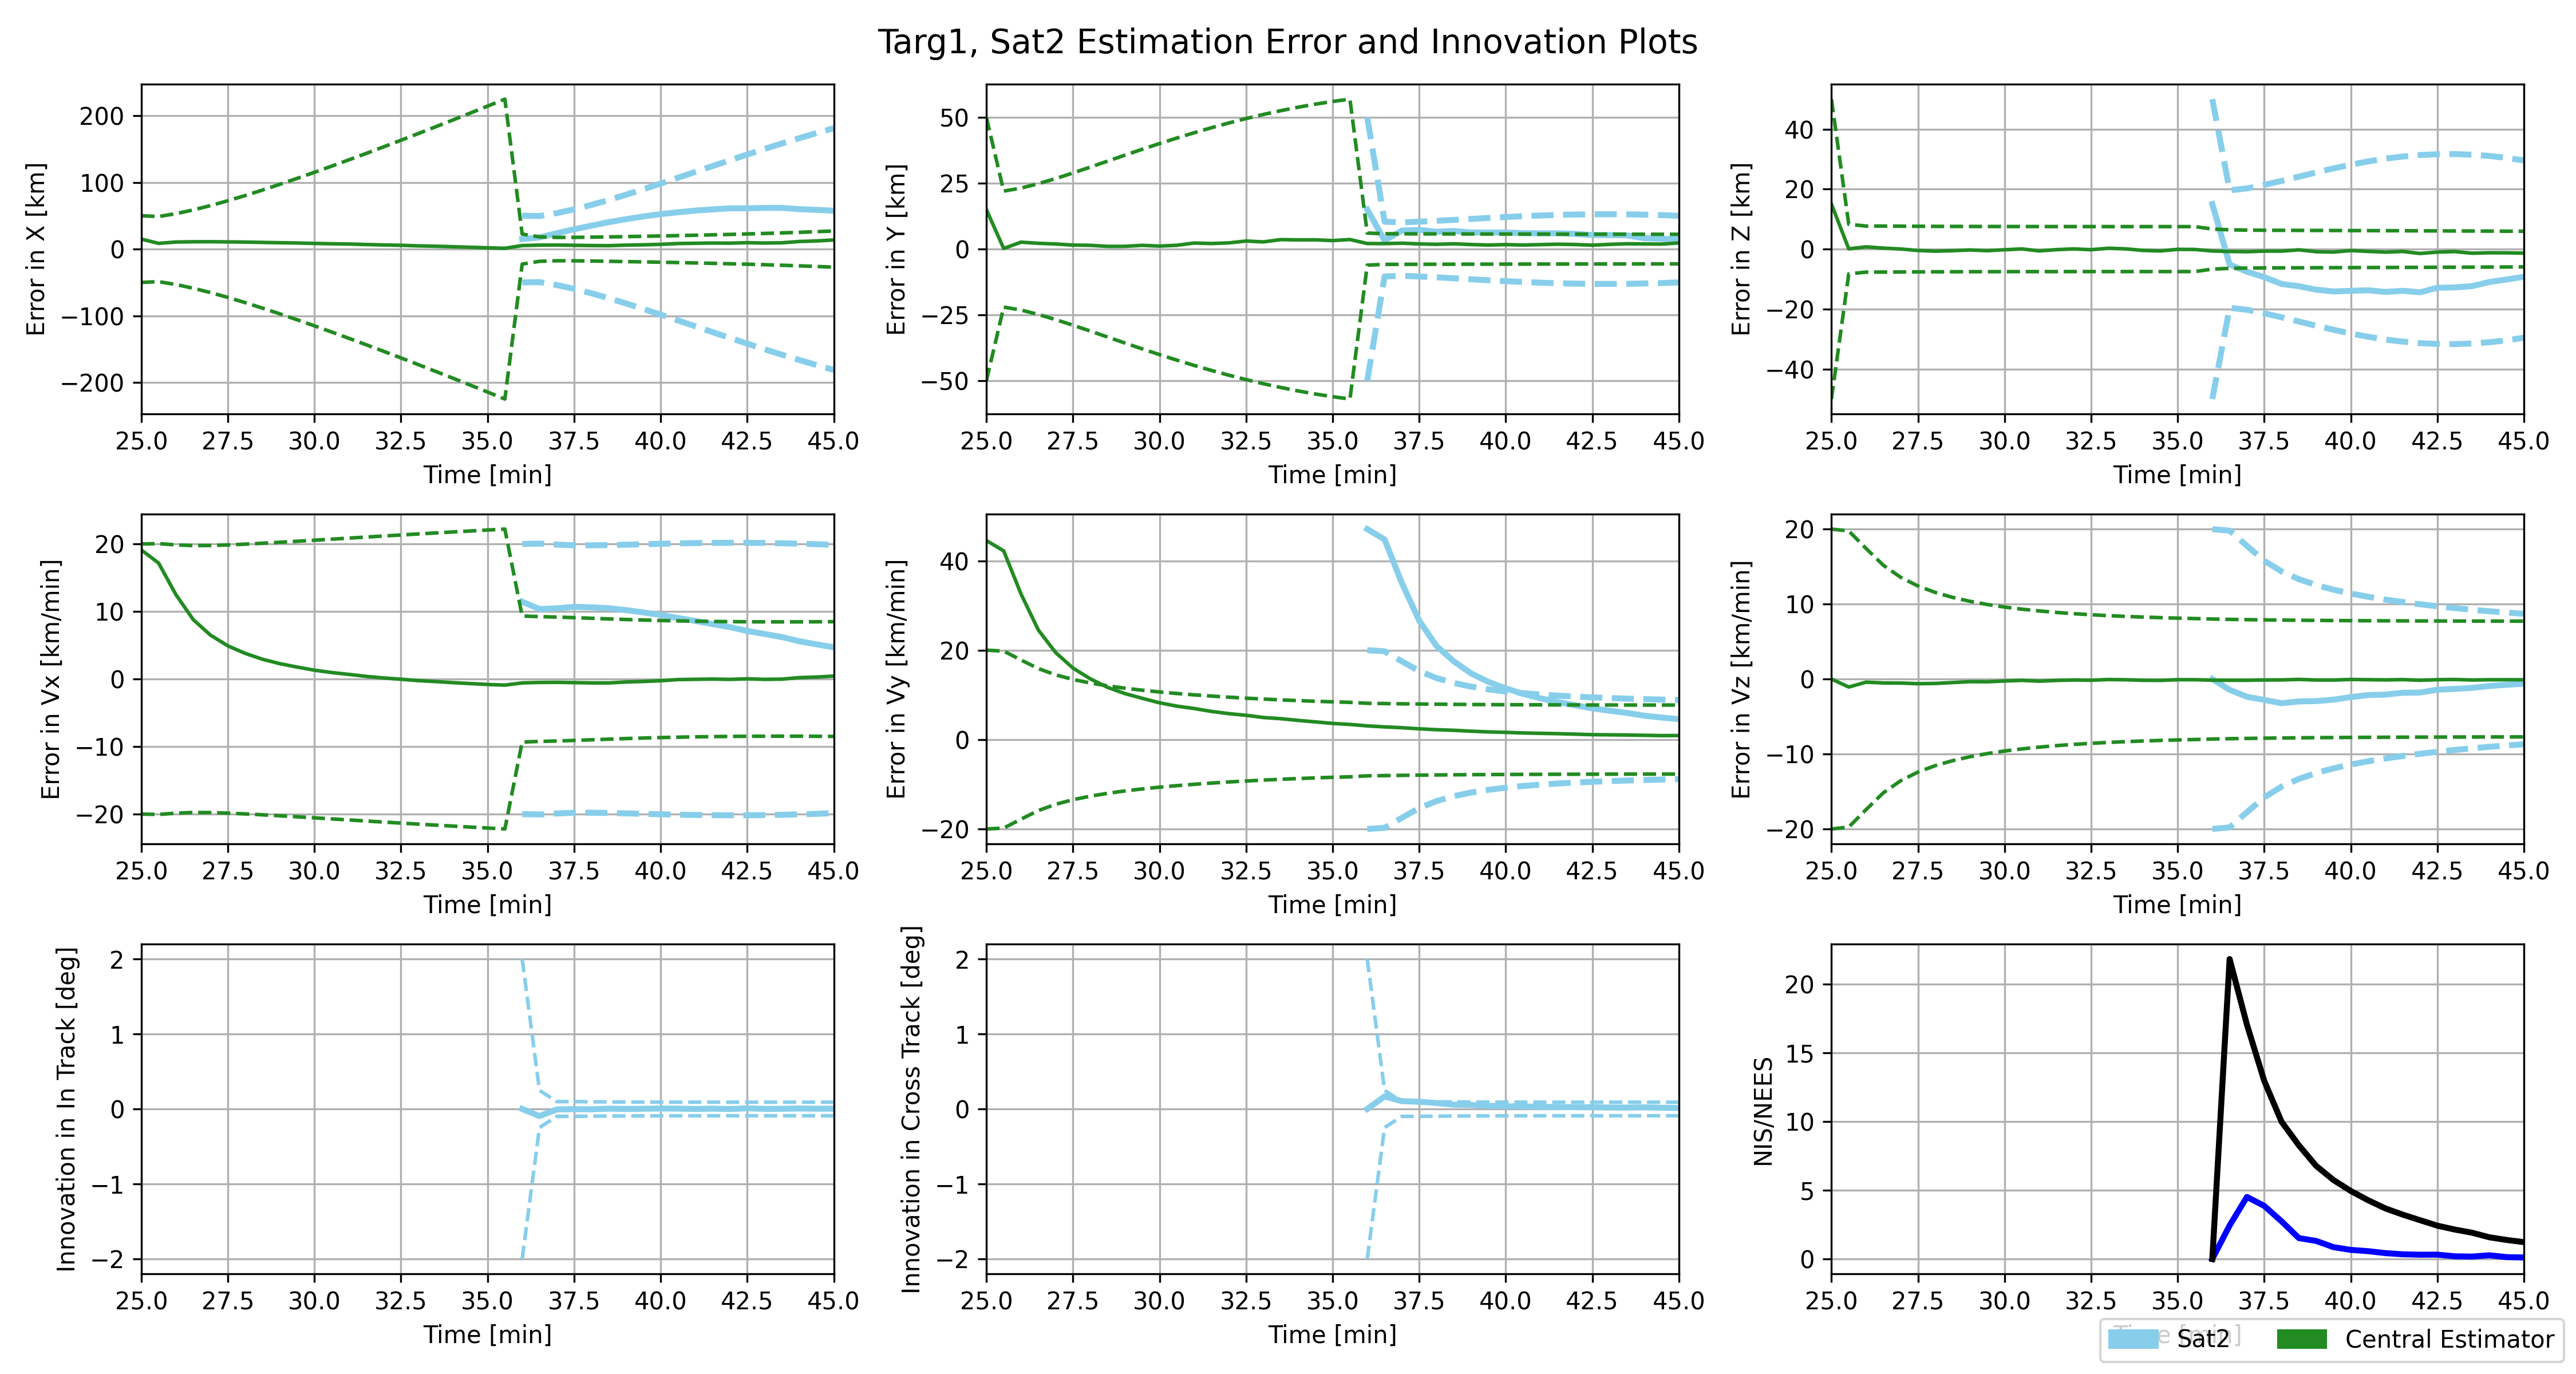 Targ1, Sat2 Estimation Error and Innovation Plots
Error in X [km]
200
100
0
−100
−200
25.0 27.5 30.0 32.5 35.0 37.5 40.0 42.5 45.0
Time [min]
Error in Y [km]
50
25
0
−25
−50
25.0 27.5 30.0 32.5 35.0 37.5 40.0 42.5 45.0
Time [min]
Error in Z [km]
40
20
0
−20
−40
25.0 27.5 30.0 32.5 35.0 37.5 40.0 42.5 45.0
Time [min]
Error in Vx [km/min]
20
10
0
−10
−20
25.0 27.5 30.0 32.5 35.0 37.5 40.0 42.5 45.0
Time [min]
Error in Vy [km/min]
40
20
0
−20
25.0 27.5 30.0 32.5 35.0 37.5 40.0 42.5 45.0
Time [min]
Error in Vz [km/min]
20
10
0
−10
−20
25.0 27.5 30.0 32.5 35.0 37.5 40.0 42.5 45.0
Time [min]
Innovation in In Track [deg]
2
1
0
−1
−2
25.0 27.5 30.0 32.5 35.0 37.5 40.0 42.5 45.0
Time [min]
Innovation in Cross Track [deg]
2
1
0
−1
−2
25.0 27.5 30.0 32.5 35.0 37.5 40.0 42.5 45.0
Time [min]
NIS/NEES
20
15
10
5
0
25.0 27.5 30.0 32.5 35.0 37.5 40.0 42.5 45.0
Time [min]
Sat2 Central Estimator